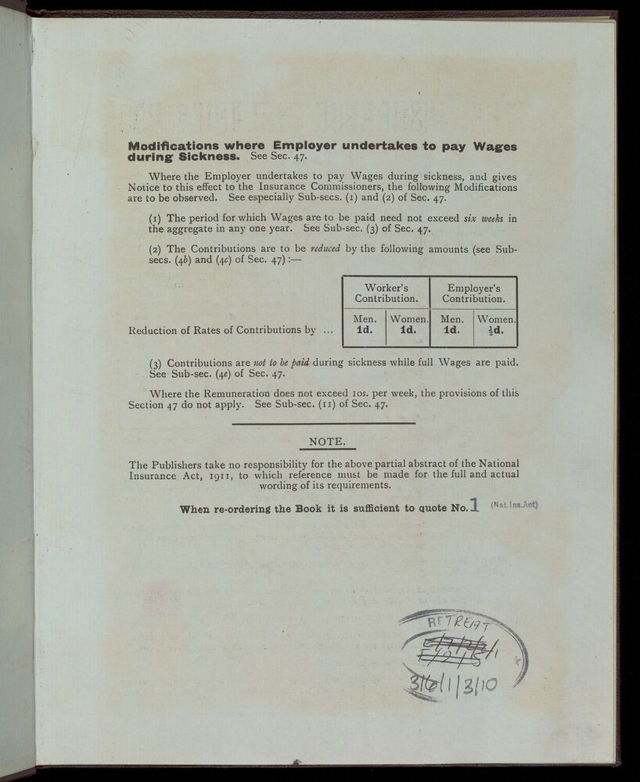 Modifications where Employer undertakes to pay Wages
during Sickness. See Sec. 47.
Where the Employer undertakes to pay Wages during sickness, and gives
Notice to this effect to the Insurance Commissioners, the following Modifications
are to be observed. See especially Sub-secs. (1) and (2) of Sec. 47.
(1) The period for which Wages are to be paid need not exceed six weeks in
the aggregate in any one year. See Sub-sec. (3) of Sec. 47.
(2) The Contributions are to be reduced by the following amounts (see Sub-
secs. (4b) and (4c) of Sec. 47) :—
Worker's Contribution. Employer's Contribution.
Men. Women. Men. Women.
Reduction of Rates of Contributions by ... 1d. 1d. 1d. ½d.
(3) Contributions are not to be paid during sickness while full Wages are paid.
See Sub-sec. (4e) of Sec. 47.
Where the Remuneration does not exceed 10s. per week, the provisions of this
Section 47 do not apply. See Sub-sec. (11) of Sec. 47.
NOTE.
The Publishers take no responsibility for the above partial abstract of the National
Insurance Act, 1911, to which reference must be made for the full and actual
wording of its requirements.
When re-ordering the Book it is sufficient to quote No. 1 (Nat.Ins.Act)
RETREAT